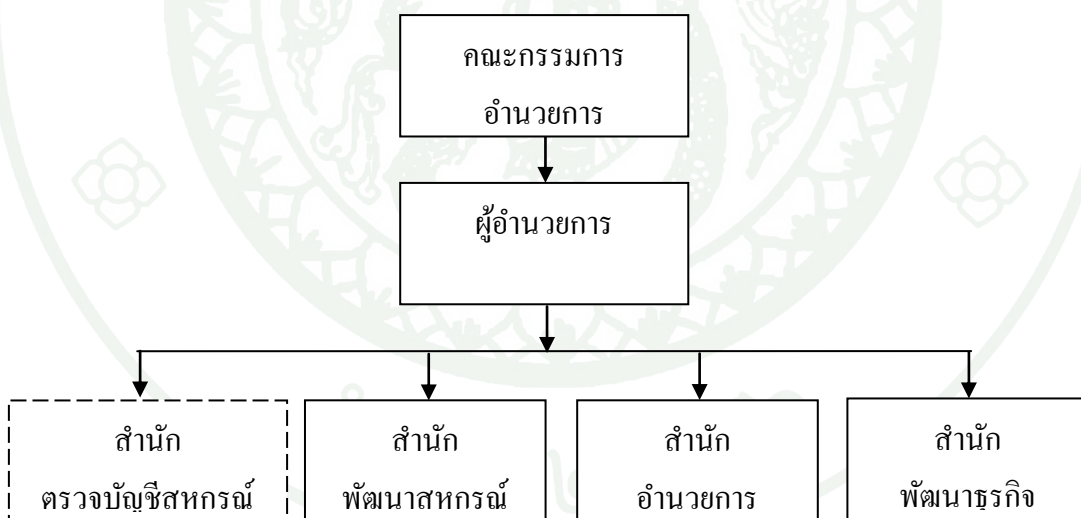 คณะกรรมการ
อำนวยการ
ผู้อำนวยการ
สำนัก
ตรวจบัญชีสหกรณ์
สำนัก
พัฒนาสหกรณ์
สำนัก
อำนวยการ
สำนัก
พัฒนาธุรกิจ